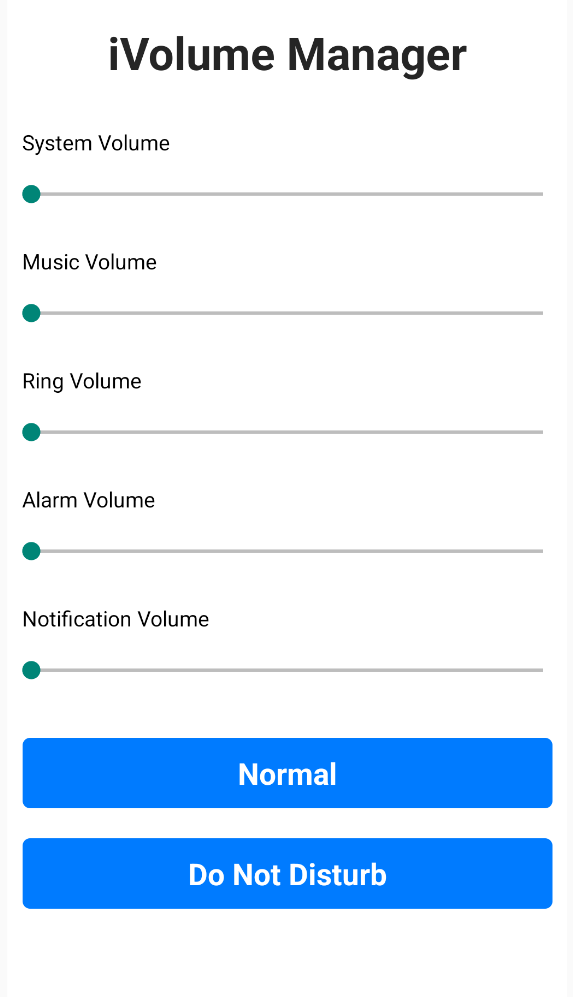 iVolume Manager
System Volume
Music Volume
Ring Volume
Alarm Volume
Notification Volume
Normal
Do Not Disturb